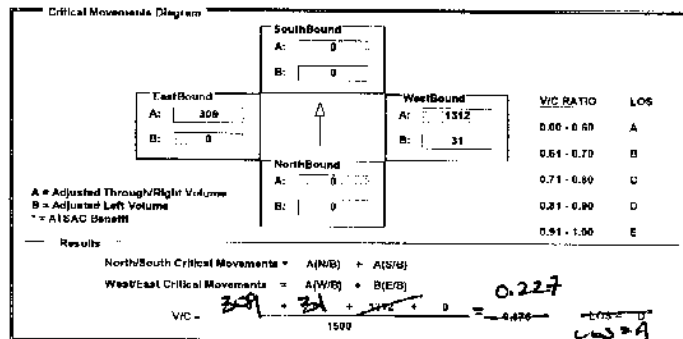 Critical Movements Diagram
SouthBound
A: 0
B: 0
EastBound
A: 309
B: 0
WestBound
A: 1312
B: 31
NorthBound
A: 0
B: 0
V/C RATIO LOS
0.00 - 0.60 A
0.61 - 0.70 B
0.71 - 0.80 C
0.81 - 0.90 D
0.91 - 1.00 E
A = Adjusted Through/Right Volume
B = Adjusted Left Volume
* = ATSAC Benefit
Results
North/South Critical Movements = A(N/B) + A(S/B)
West/East Critical Movements = A(W/B) + B(E/B)
V/C = 309 + 31 + 1312 + 0 = 0.227
1500
0.876 LOS = D
LOS = A